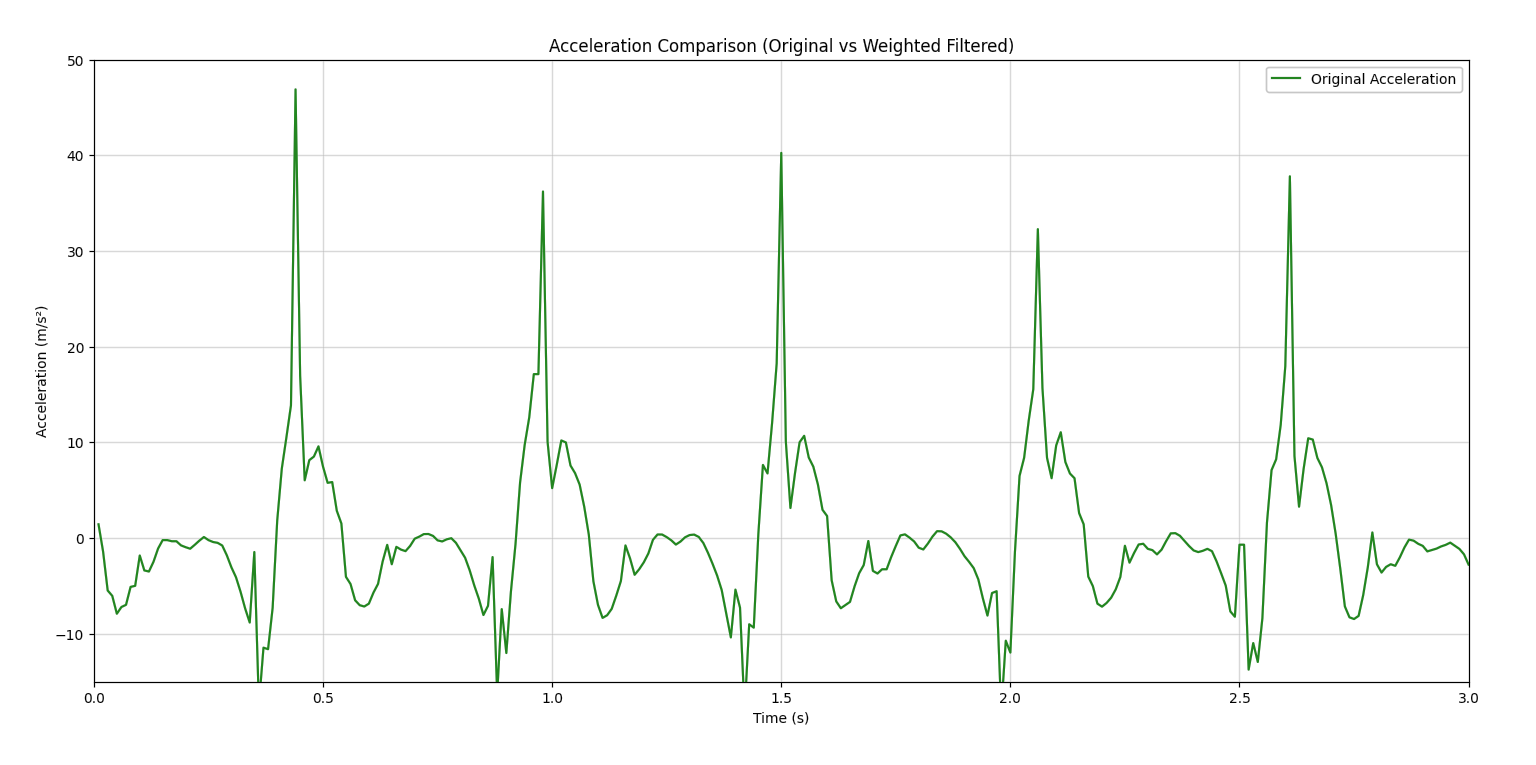 Acceleration Comparison (Original vs Weighted Filtered)
Original Acceleration
50
40
30
20
10
0
−10
Acceleration (m/s²)
0.0 0.5 1.0 1.5 2.0 2.5 3.0
Time (s)